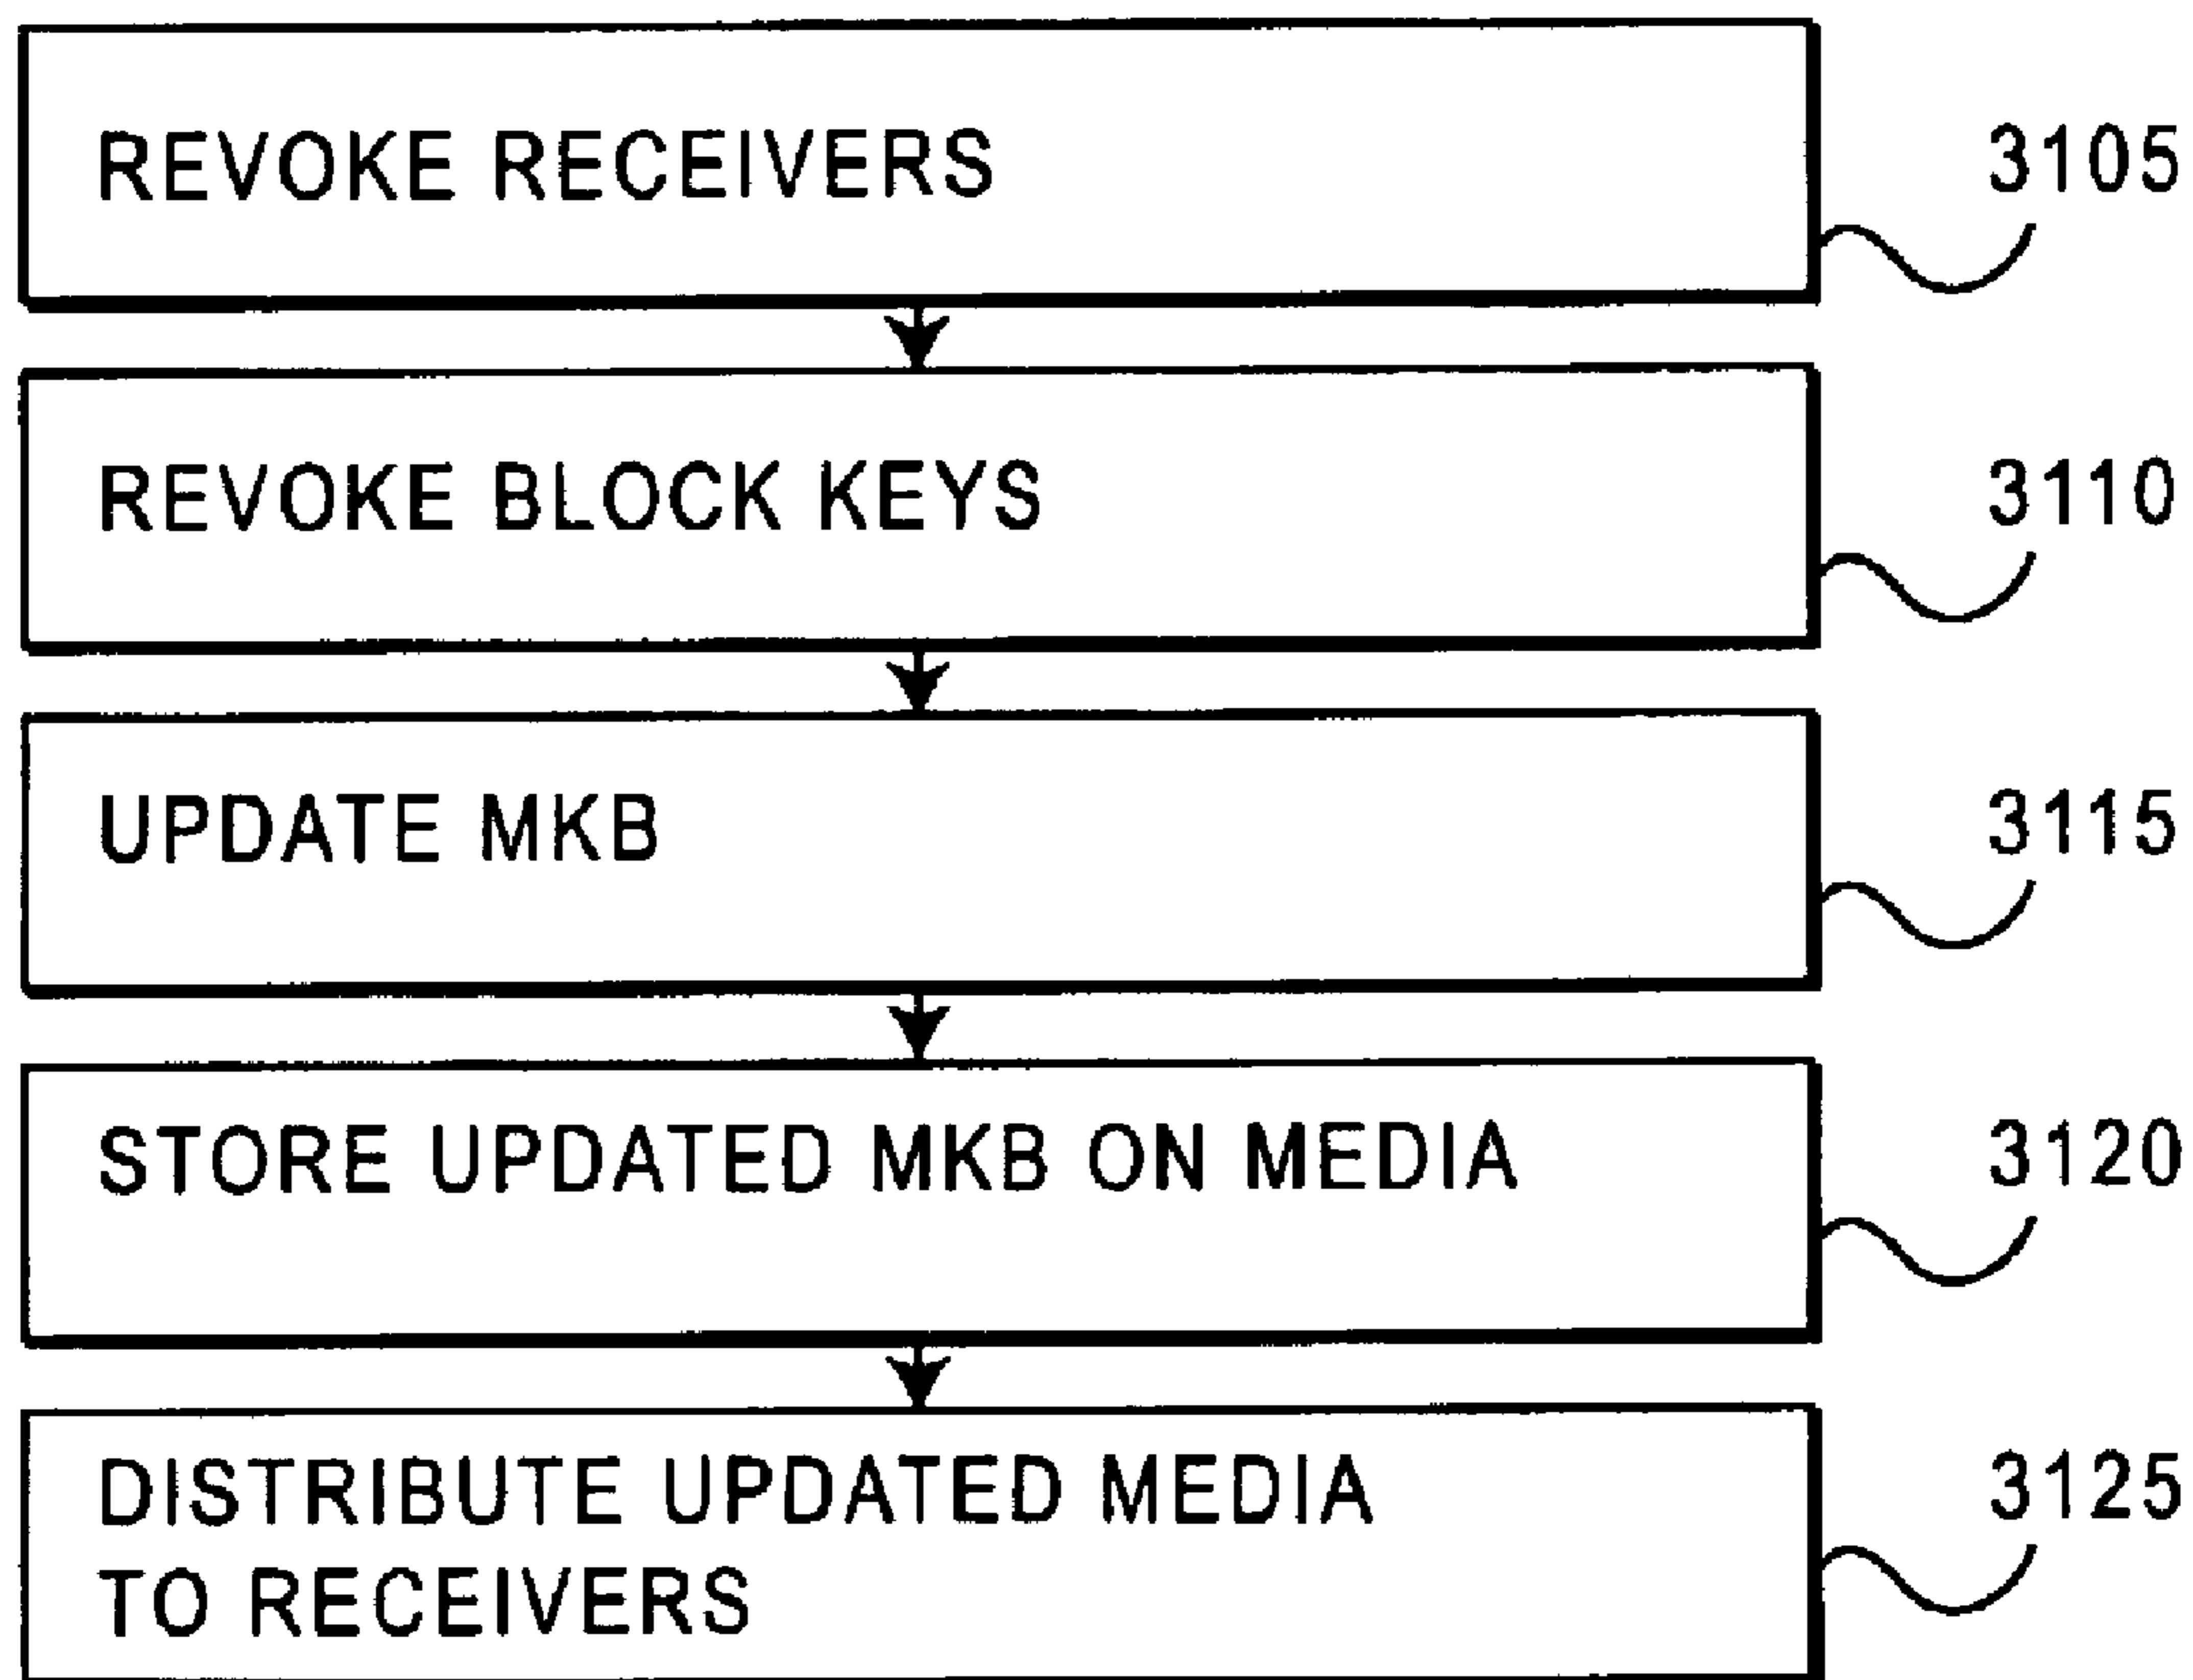 REVOKE RECEIVERS
3105
REVOKE BLOCK KEYS
3110
UPDATE MKB
3115
STORE UPDATED MKB ON MEDIA
3120
DISTRIBUTE UPDATED MEDIA
3125
TO RECEIVERS